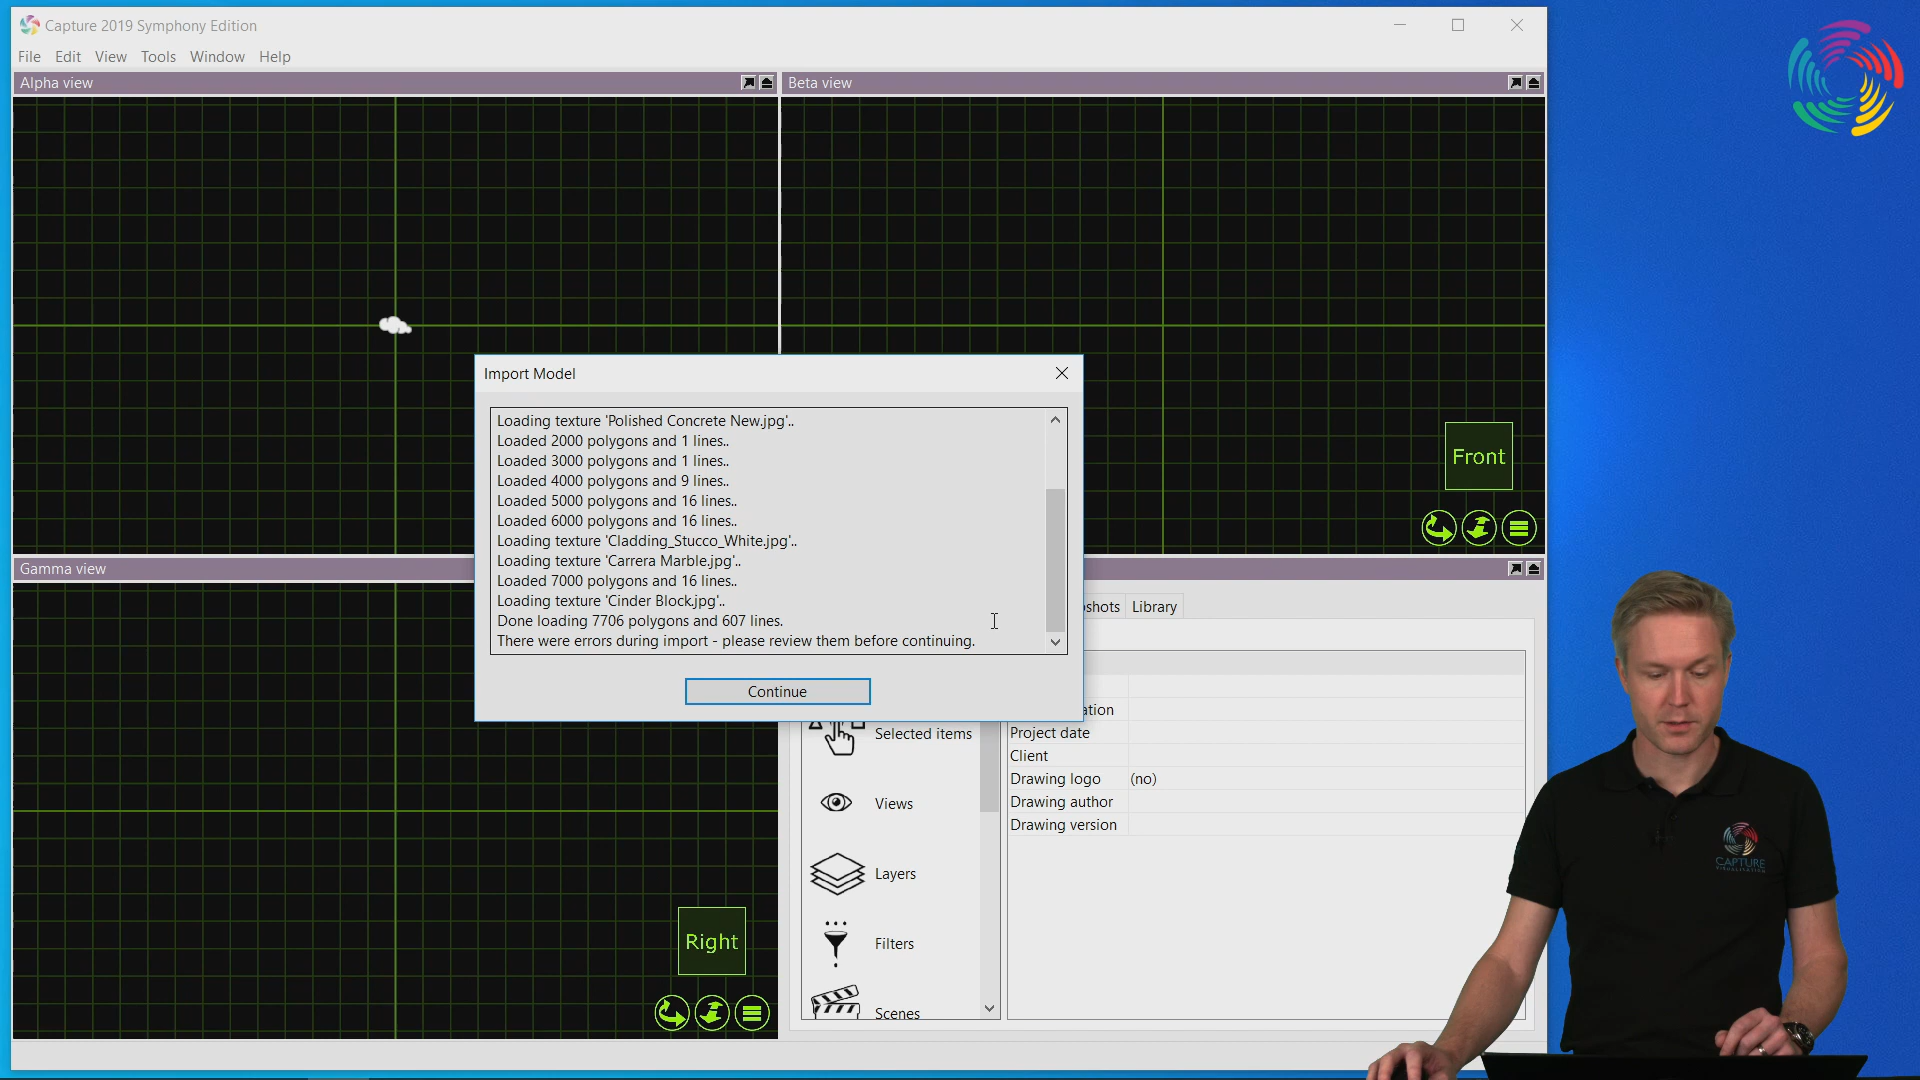 Capture 2019 Symphony Edition
File Edit View Tools Window Help
Alpha view
Beta view
Import Model
Loading texture 'Polished Concrete New.jpg'..
Loaded 2000 polygons and 1 lines..
Loaded 3000 polygons and 1 lines..
Loaded 4000 polygons and 9 lines..
Loaded 5000 polygons and 16 lines..
Loaded 6000 polygons and 16 lines..
Loading texture 'Cladding_Stucco_White.jpg'..
Loading texture 'Carrera Marble.jpg'..
Loaded 7000 polygons and 16 lines..
Loading texture 'Cinder Block.jpg'..
Done loading 7706 polygons and 607 lines.
There were errors during import - please review them before continuing.
Continue
Front
Gamma view
shots Library
Selected items
Views
Layers
Filters
Scenes
ation
Project date
Client
Drawing logo (no)
Drawing author
Drawing version
Right
CAPTURE
VISUALISATION